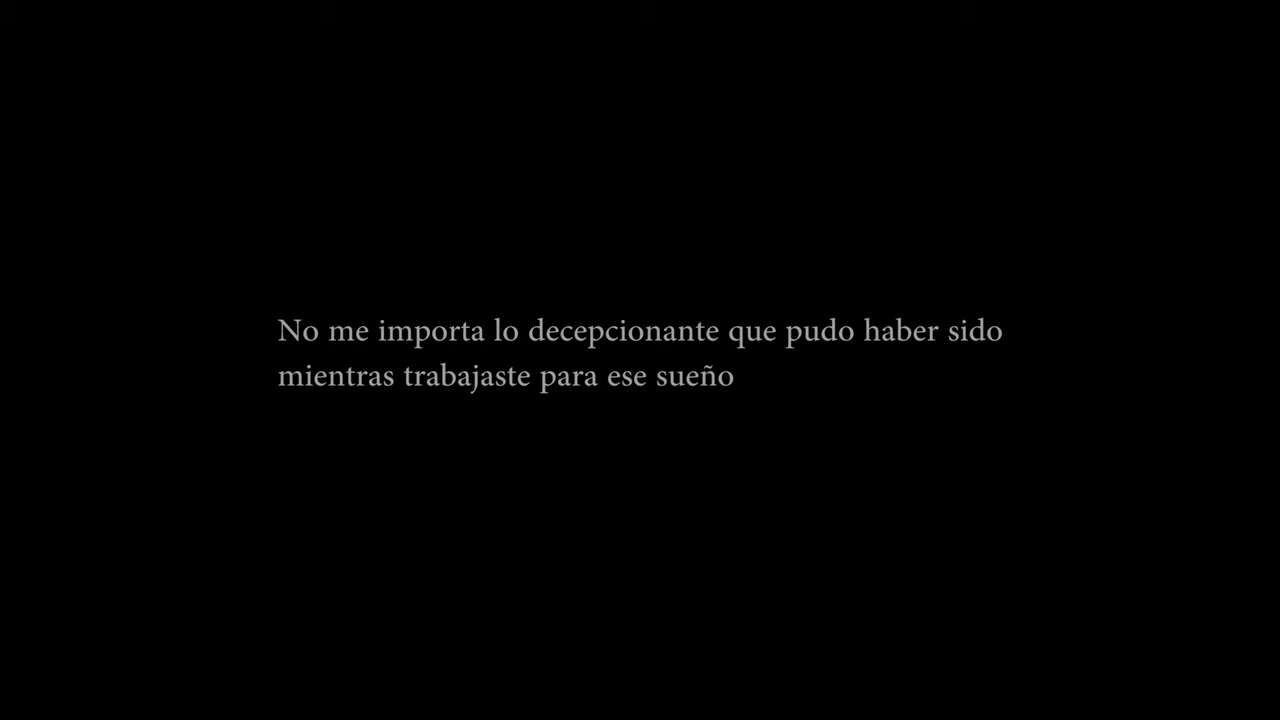 No me importa lo decepcionante que pudo haber sido
mientras trabajaste para ese sueño